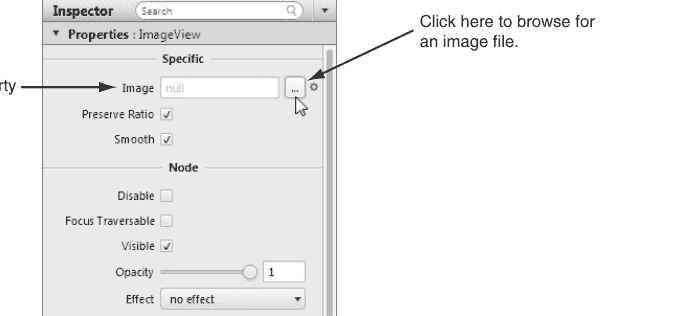 Inspector Search
Properties : ImageView
Click here to browse for
an image file.
Specific
rty
Image null ...
Preserve Ratio
Smooth
Node
Disable
Focus Traversable
Visible
Opacity 1
Effect no effect